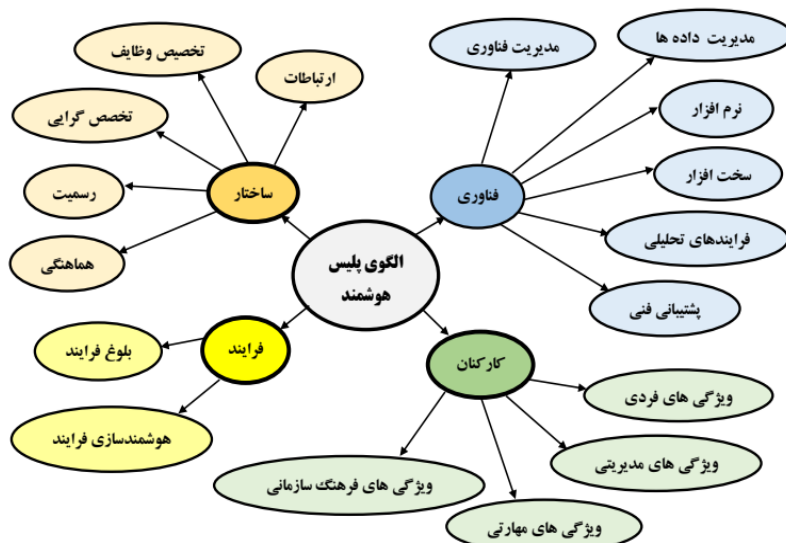 تخصیص وظایف
ارتباطات
تخصص گرایی
رسمیت
هماهنگی
ساختار
مدیریت فناوری
مدیریت داده ها
نرم افزار
سخت افزار
فرایندهای تحلیلی
پشتیبانی فنی
فناوری
الگوی پلیس
هوشمند
فرایند
بلوغ فرایند
هوشمندسازی فرایند
کارکنان
ویژگی های فردی
ویژگی های مدیریتی
ویژگی های فرهنگ سازمانی
ویژگی های مهارتی